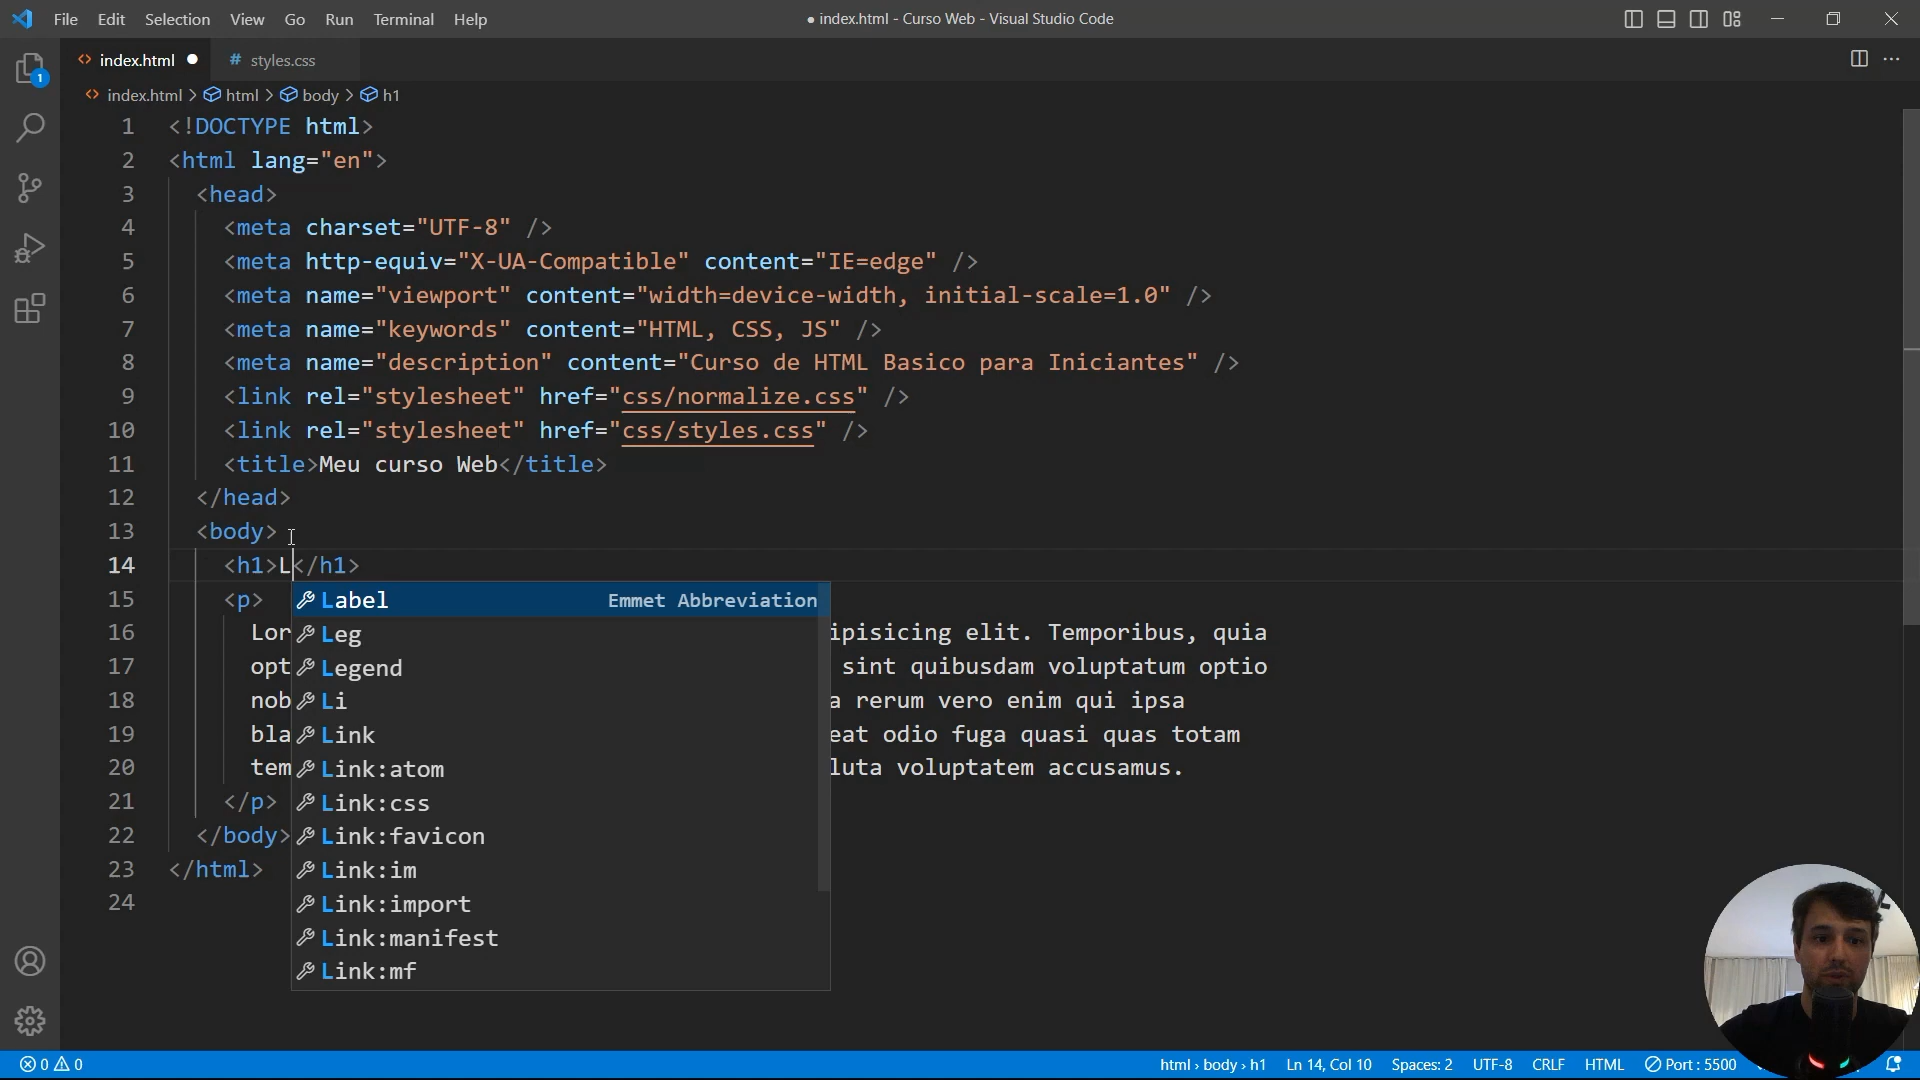 File Edit Selection View Go Run Terminal Help
● index.html - Curso Web - Visual Studio Code
1
<> index.html ●
# styles.css
<> index.html > html > body > h1
1 <!DOCTYPE html>
2 <html lang="en">
3 <head>
4 <meta charset="UTF-8" />
5 <meta http-equiv="X-UA-Compatible" content="IE=edge" />
6 <meta name="viewport" content="width=device-width, initial-scale=1.0" />
7 <meta name="keywords" content="HTML, CSS, JS" />
8 <meta name="description" content="Curso de HTML Basico para Iniciantes" />
9 <link rel="stylesheet" href="css/normalize.css" />
10 <link rel="stylesheet" href="css/styles.css" />
11 <title>Meu curso Web</title>
12 </head>
13 <body>
14 <h1>L</h1>
15 <p>
16 Lor ipisicing elit. Temporibus, quia
17 opt sint quibusdam voluptatum optio
18 nob a rerum vero enim qui ipsa
19 bla eat odio fuga quasi quas totam
20 tem luta voluptatem accusamus.
21 </p>
22 </body>
23 </html>
24
Label Emmet Abbreviation
Leg
Legend
Li
Link
Link:atom
Link:css
Link:favicon
Link:im
Link:import
Link:manifest
Link:mf
0 0
html › body › h1 Ln 14, Col 10 Spaces: 2 UTF-8 CRLF HTML Port : 5500